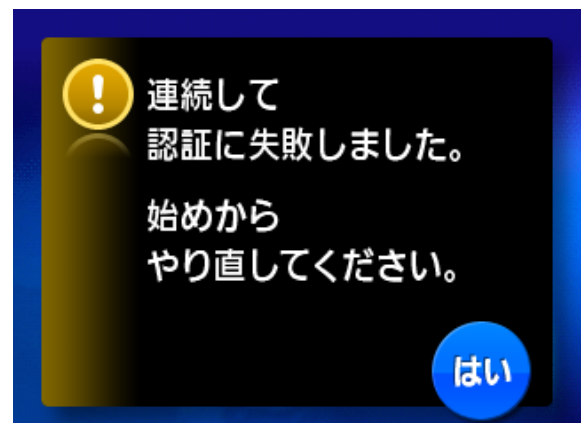 連続して
認証に失敗しました。
始めから
やり直してください。
はい